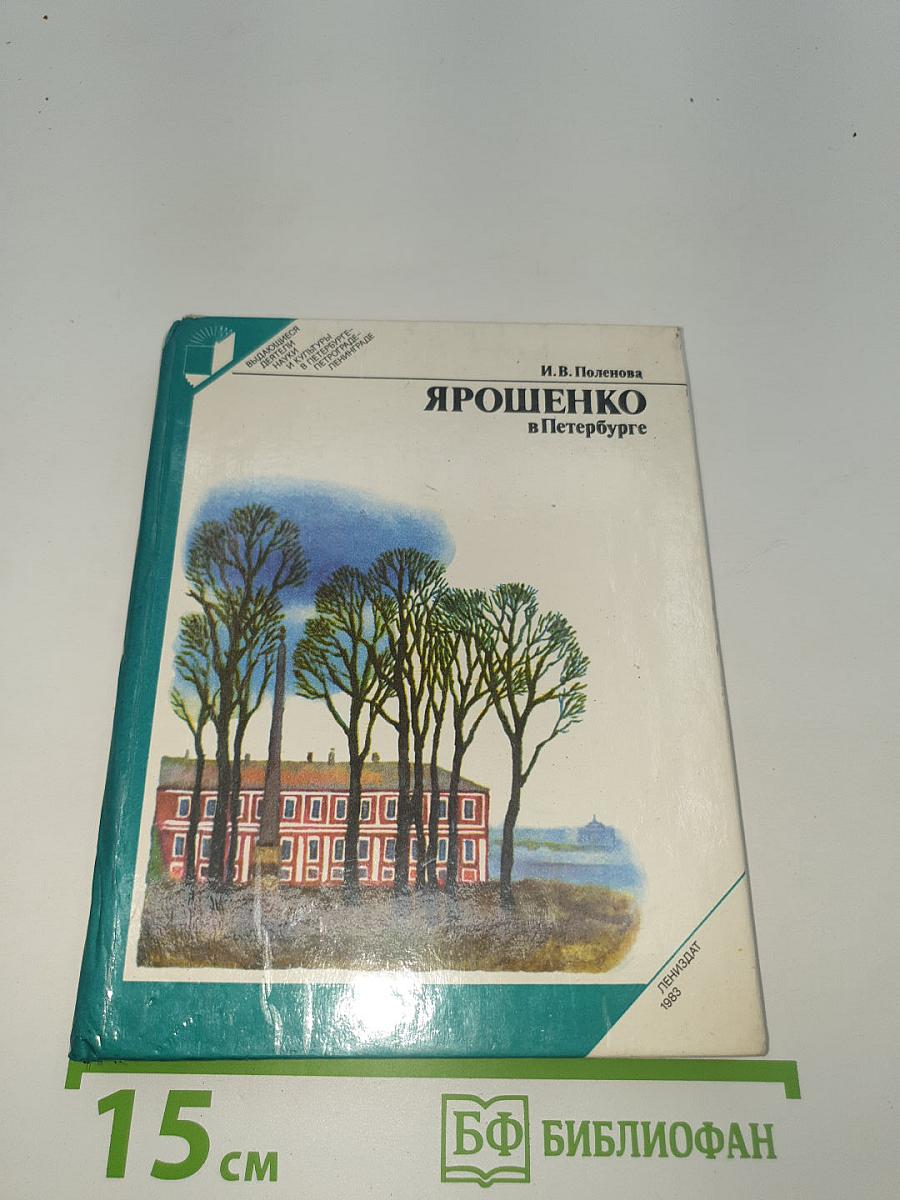 ВЫДАЮЩИЕСЯ
ДЕЯТЕЛИ
НАУКИ
И КУЛЬТУРЫ
В ПЕТЕРБУРГЕ–
ПЕТРОГРАДЕ–
ЛЕНИНГРАДЕ
И. В. Поленова
ЯРОШЕНКО
в Петербурге
ЛЕНИЗДАТ
1983
15 см
БФ БИБЛИОФАН